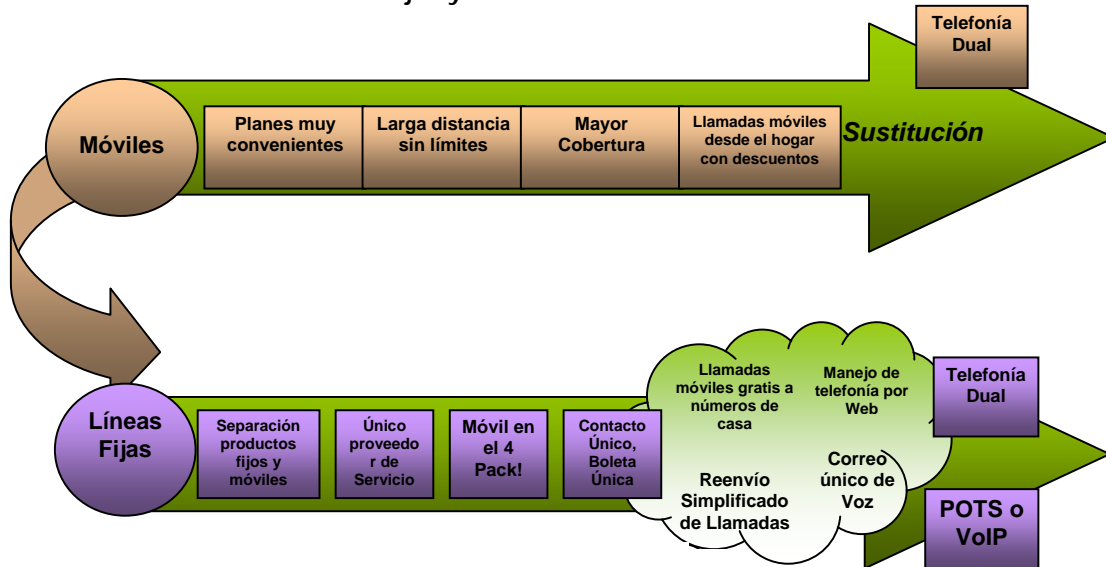 Telefonía
Dual
Móviles
Planes muy
convenientes
Larga distancia
sin límites
Mayor
Cobertura
Llamadas móviles
desde el hogar
con descuentos
Sustitución
Líneas
Fijas
Separación
productos
fijos y
móviles
Único
proveedo
r de
Servicio
Móvil en
el 4
Pack!
Contacto
Único,
Boleta
Única
Llamadas
móviles gratis a
números de
casa
Manejo de
telefonía por
Web
Reenvío
Simplificado
de Llamadas
Correo
único de
Voz
Telefonía
Dual
POTS o
VoIP